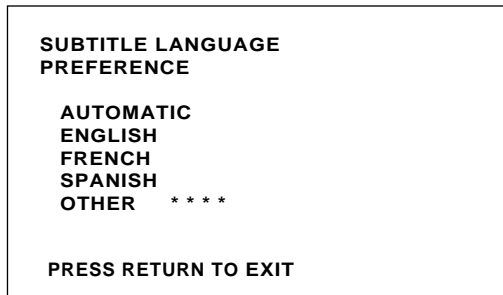 SUBTITLE LANGUAGE
PREFERENCE
AUTOMATIC
ENGLISH
FRENCH
SPANISH
OTHER * * * *
PRESS RETURN TO EXIT